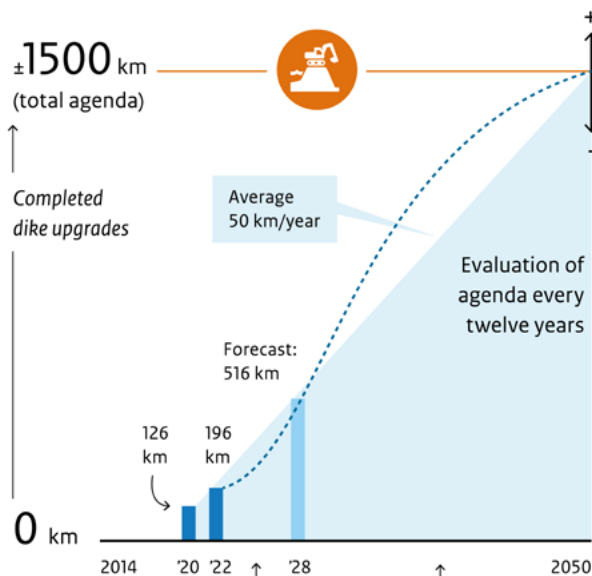 ±1500 km
(total agenda)
+
-
Completed
dike upgrades
Average
50 km/year
Evaluation of
agenda every
twelve years
Forecast:
516 km
126
km
196
km
0 km
2014 '20 '22 '28 2050